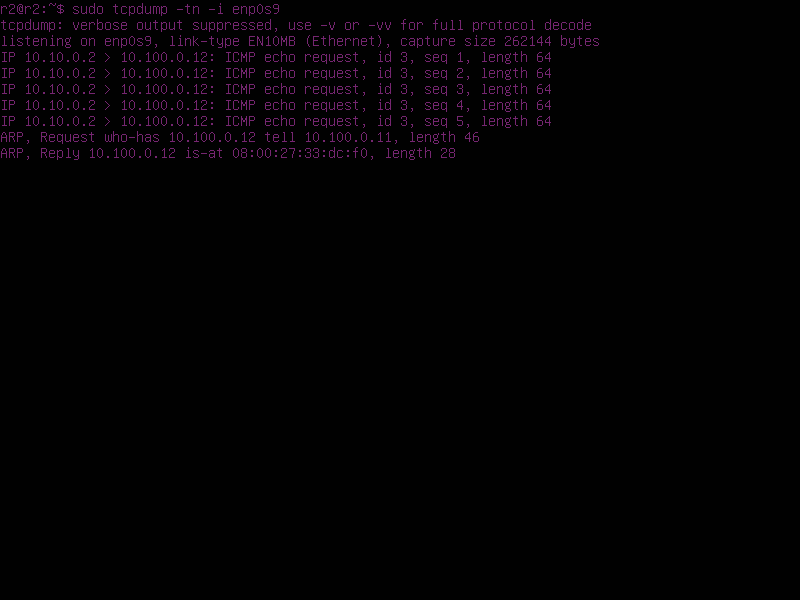 r2@r2:~$ sudo tcpdump -tn -i enp0s9
tcpdump: verbose output suppressed, use -v or -vv for full protocol decode
listening on enp0s9, link-type EN10MB (Ethernet), capture size 262144 bytes
IP 10.10.0.2 > 10.100.0.12: ICMP echo request, id 3, seq 1, length 64
IP 10.10.0.2 > 10.100.0.12: ICMP echo request, id 3, seq 2, length 64
IP 10.10.0.2 > 10.100.0.12: ICMP echo request, id 3, seq 3, length 64
IP 10.10.0.2 > 10.100.0.12: ICMP echo request, id 3, seq 4, length 64
IP 10.10.0.2 > 10.100.0.12: ICMP echo request, id 3, seq 5, length 64
ARP, Request who-has 10.100.0.12 tell 10.100.0.11, length 46
ARP, Reply 10.100.0.12 is-at 08:00:27:33:dc:f0, length 28